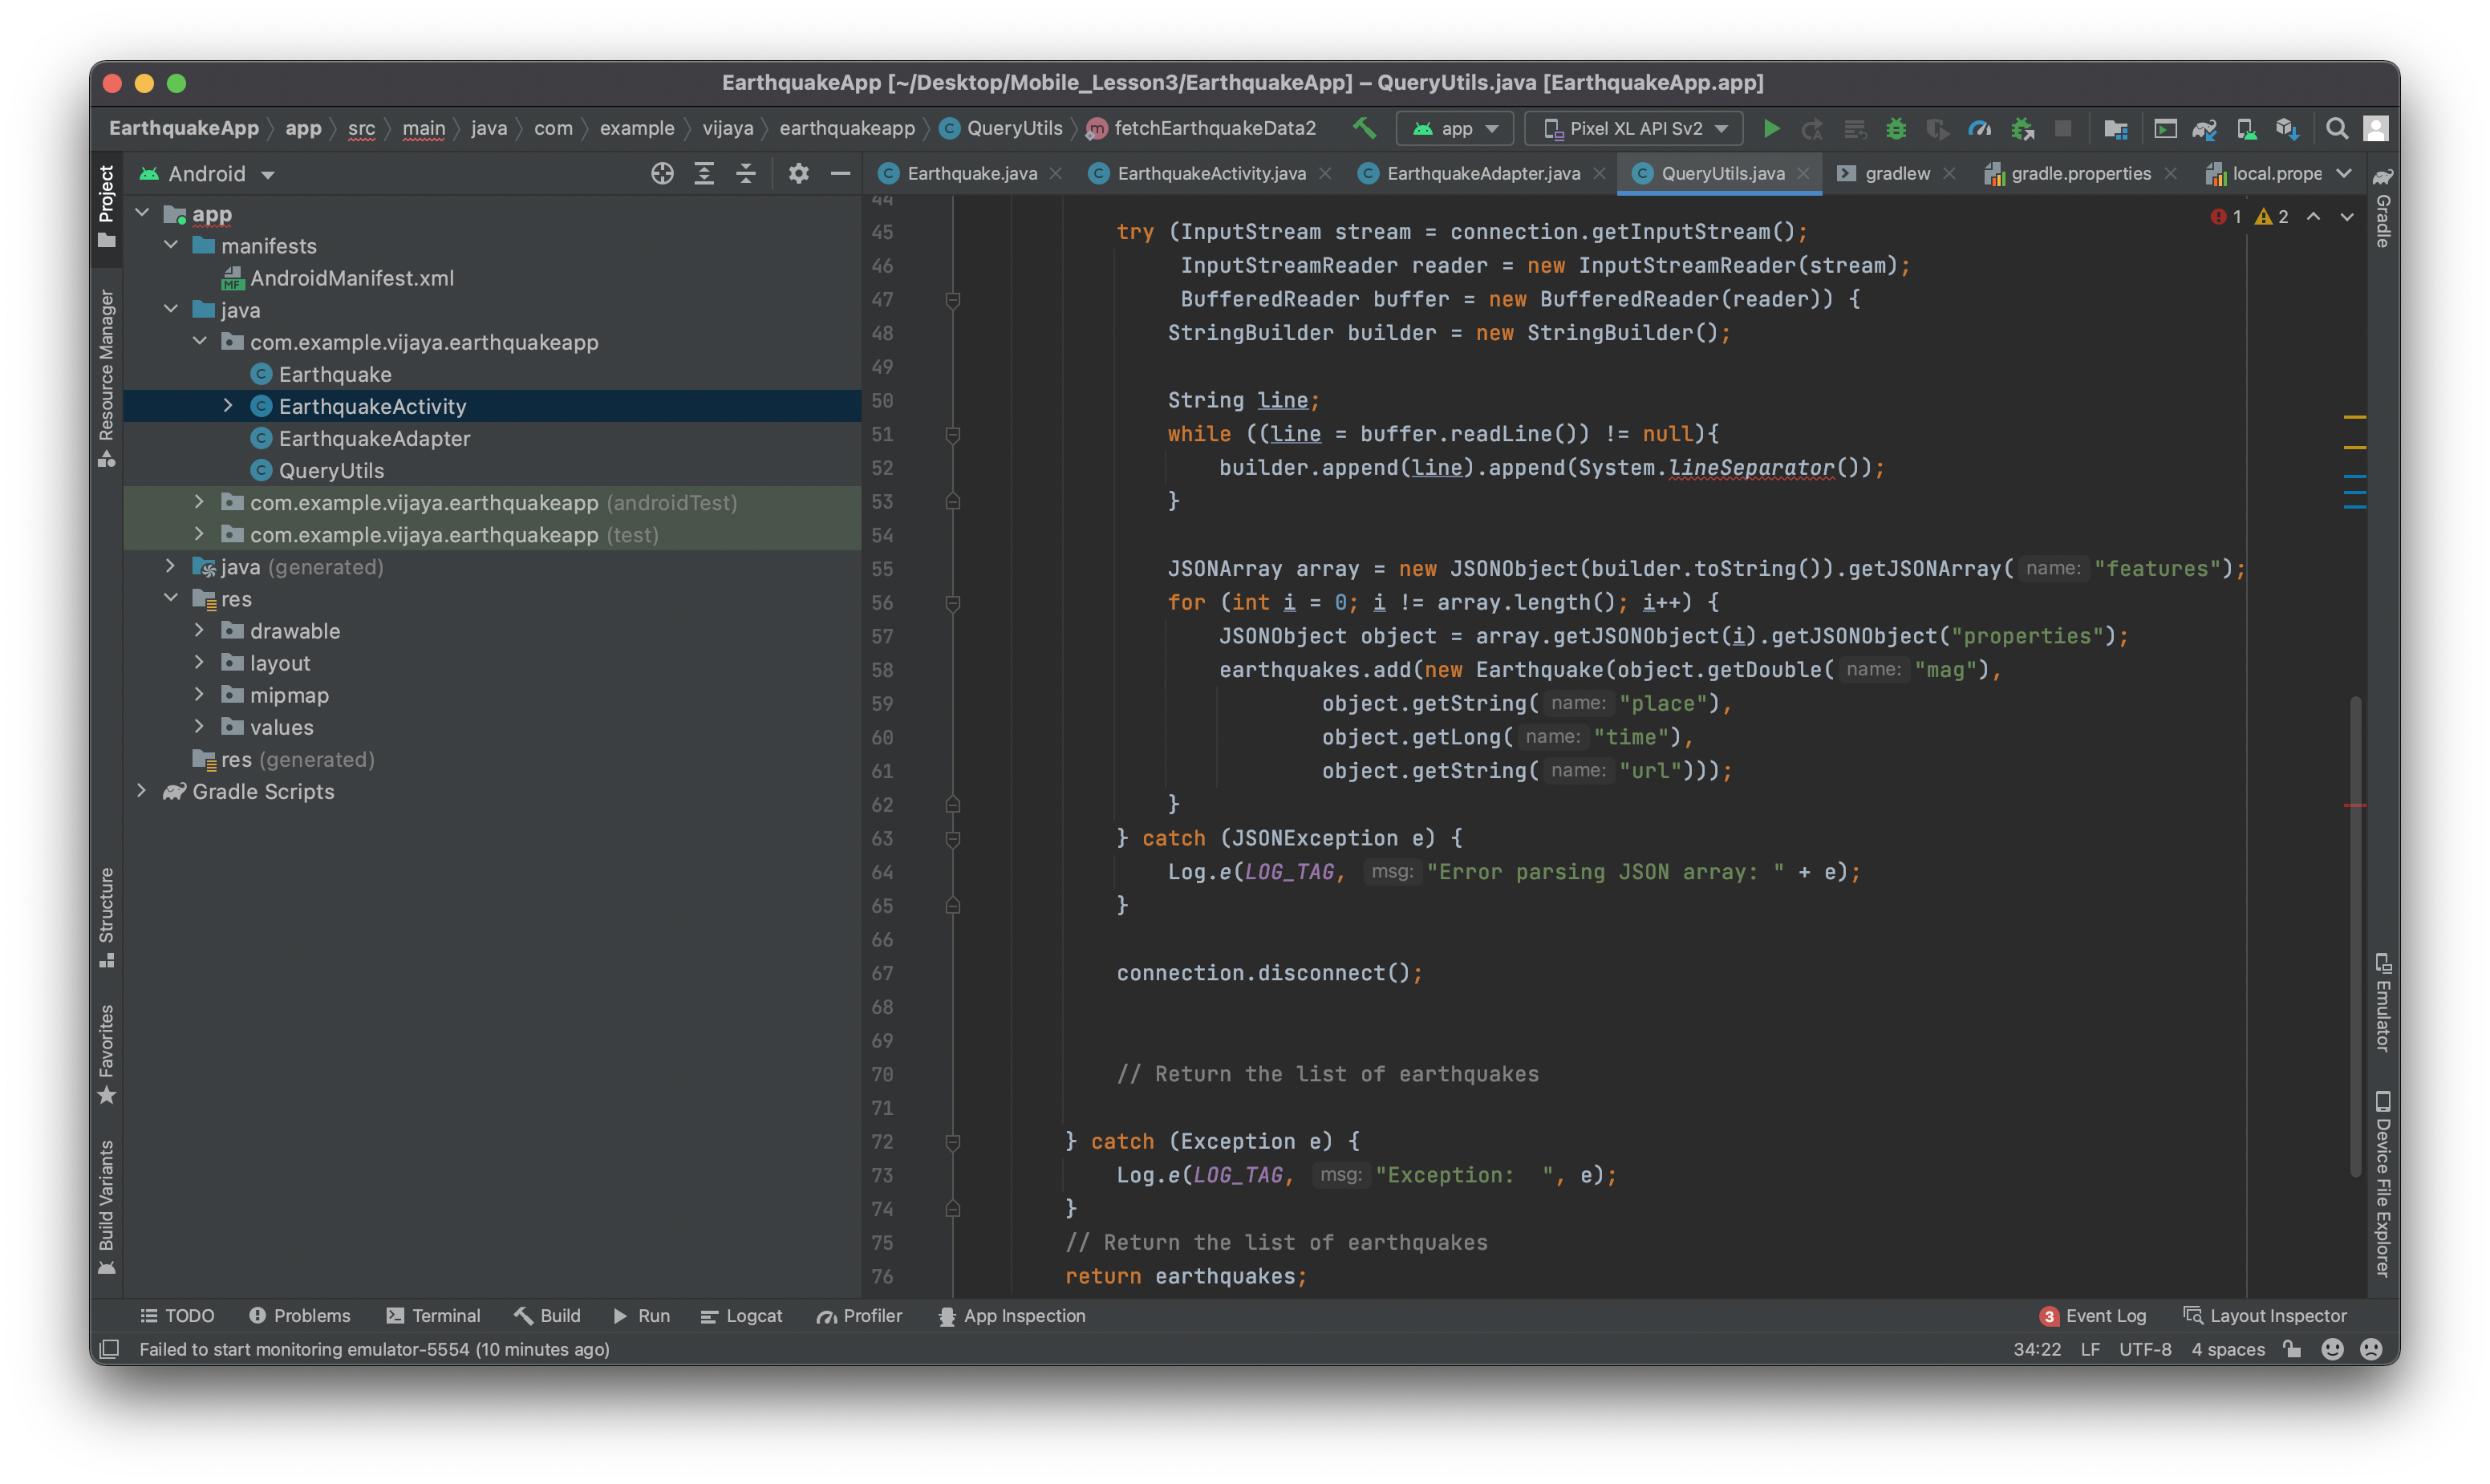 EarthquakeApp [~/Desktop/Mobile_Lesson3/EarthquakeApp] – QueryUtils.java [EarthquakeApp.app]
EarthquakeApp app src main java com example vijaya earthquakeapp QueryUtils fetchEarthquakeData2 app Pixel XL API Sv2
Android
Earthquake.java EarthquakeActivity.java EarthquakeAdapter.java QueryUtils.java gradlew gradle.properties local.prope
Project
Resource Manager
Structure
Favorites
Build Variants
app
manifests
AndroidManifest.xml
java
com.example.vijaya.earthquakeapp
Earthquake
EarthquakeActivity
EarthquakeAdapter
QueryUtils
com.example.vijaya.earthquakeapp (androidTest)
com.example.vijaya.earthquakeapp (test)
java (generated)
res
drawable
layout
mipmap
values
res (generated)
Gradle Scripts
1 2
44
45 try (InputStream stream = connection.getInputStream();
46 InputStreamReader reader = new InputStreamReader(stream);
47 BufferedReader buffer = new BufferedReader(reader)) {
48 StringBuilder builder = new StringBuilder();
49
50 String line;
51 while ((line = buffer.readLine()) != null){
52 builder.append(line).append(System.lineSeparator());
53 }
54
55 JSONArray array = new JSONObject(builder.toString()).getJSONArray( name: "features");
56 for (int i = 0; i != array.length(); i++) {
57 JSONObject object = array.getJSONObject(i).getJSONObject("properties");
58 earthquakes.add(new Earthquake(object.getDouble( name: "mag"),
59 object.getString( name: "place"),
60 object.getLong( name: "time"),
61 object.getString( name: "url")));
62 }
63 } catch (JSONException e) {
64 Log.e(LOG_TAG, msg: "Error parsing JSON array: " + e);
65 }
66
67 connection.disconnect();
68
69
70 // Return the list of earthquakes
71
72 } catch (Exception e) {
73 Log.e(LOG_TAG, msg: "Exception:  ", e);
74 }
75 // Return the list of earthquakes
76 return earthquakes;
Gradle
Emulator
Device File Explorer
TODO Problems Terminal Build Run Logcat Profiler App Inspection 3 Event Log Layout Inspector
Failed to start monitoring emulator-5554 (10 minutes ago) 34:22 LF UTF-8 4 spaces